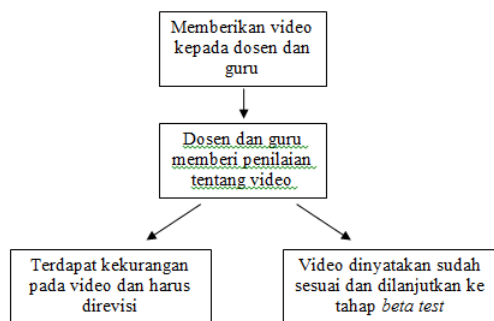 Memberikan video
kepada dosen dan
guru
Dosen dan guru
memberi penilaian
tentang video
Terdapat kekurangan
pada video dan harus
direvisi
Video dinyatakan sudah
sesuai dan dilanjutkan ke
tahap beta test